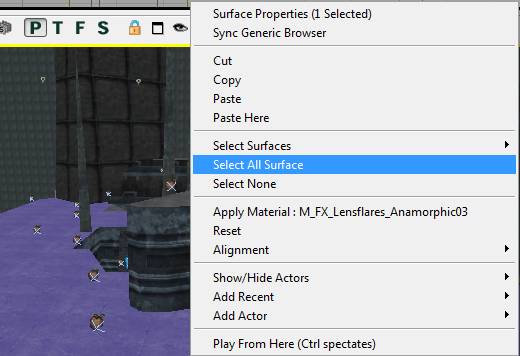 P T F S
Surface Properties (1 Selected)
Sync Generic Browser
Cut
Copy
Paste
Paste Here
Select Surfaces
Select All Surface
Select None
Apply Material : M_FX_Lensflares_Anamorphic03
Reset
Alignment
Show/Hide Actors
Add Recent
Add Actor
Play From Here (Ctrl spectates)